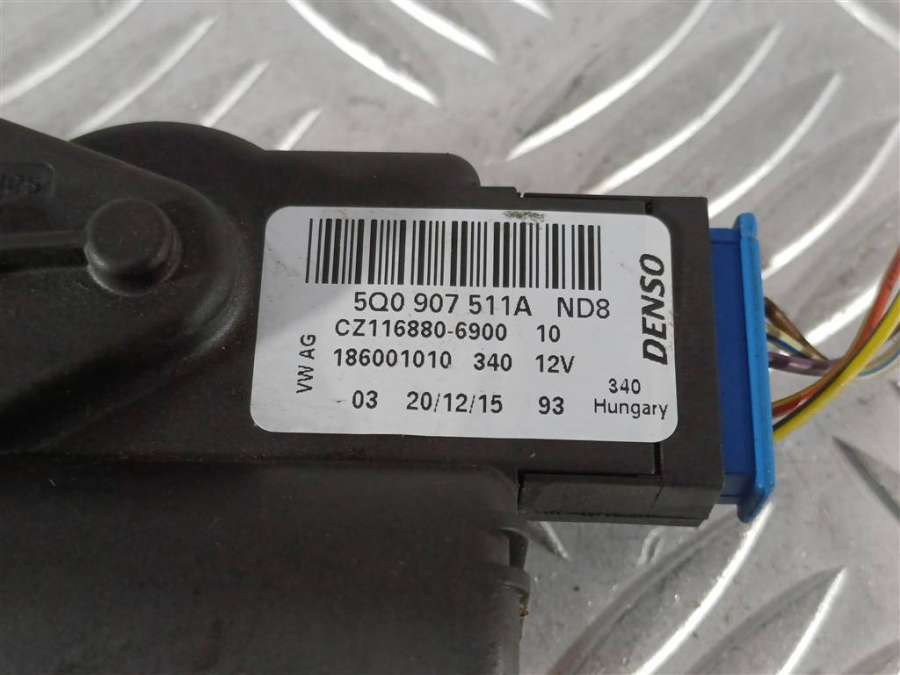 5Q0 907 511A ND8
CZ116880-6900 10
186001010 340 12V
03 20/12/15 93
VW AG
DENSO
340
Hungary